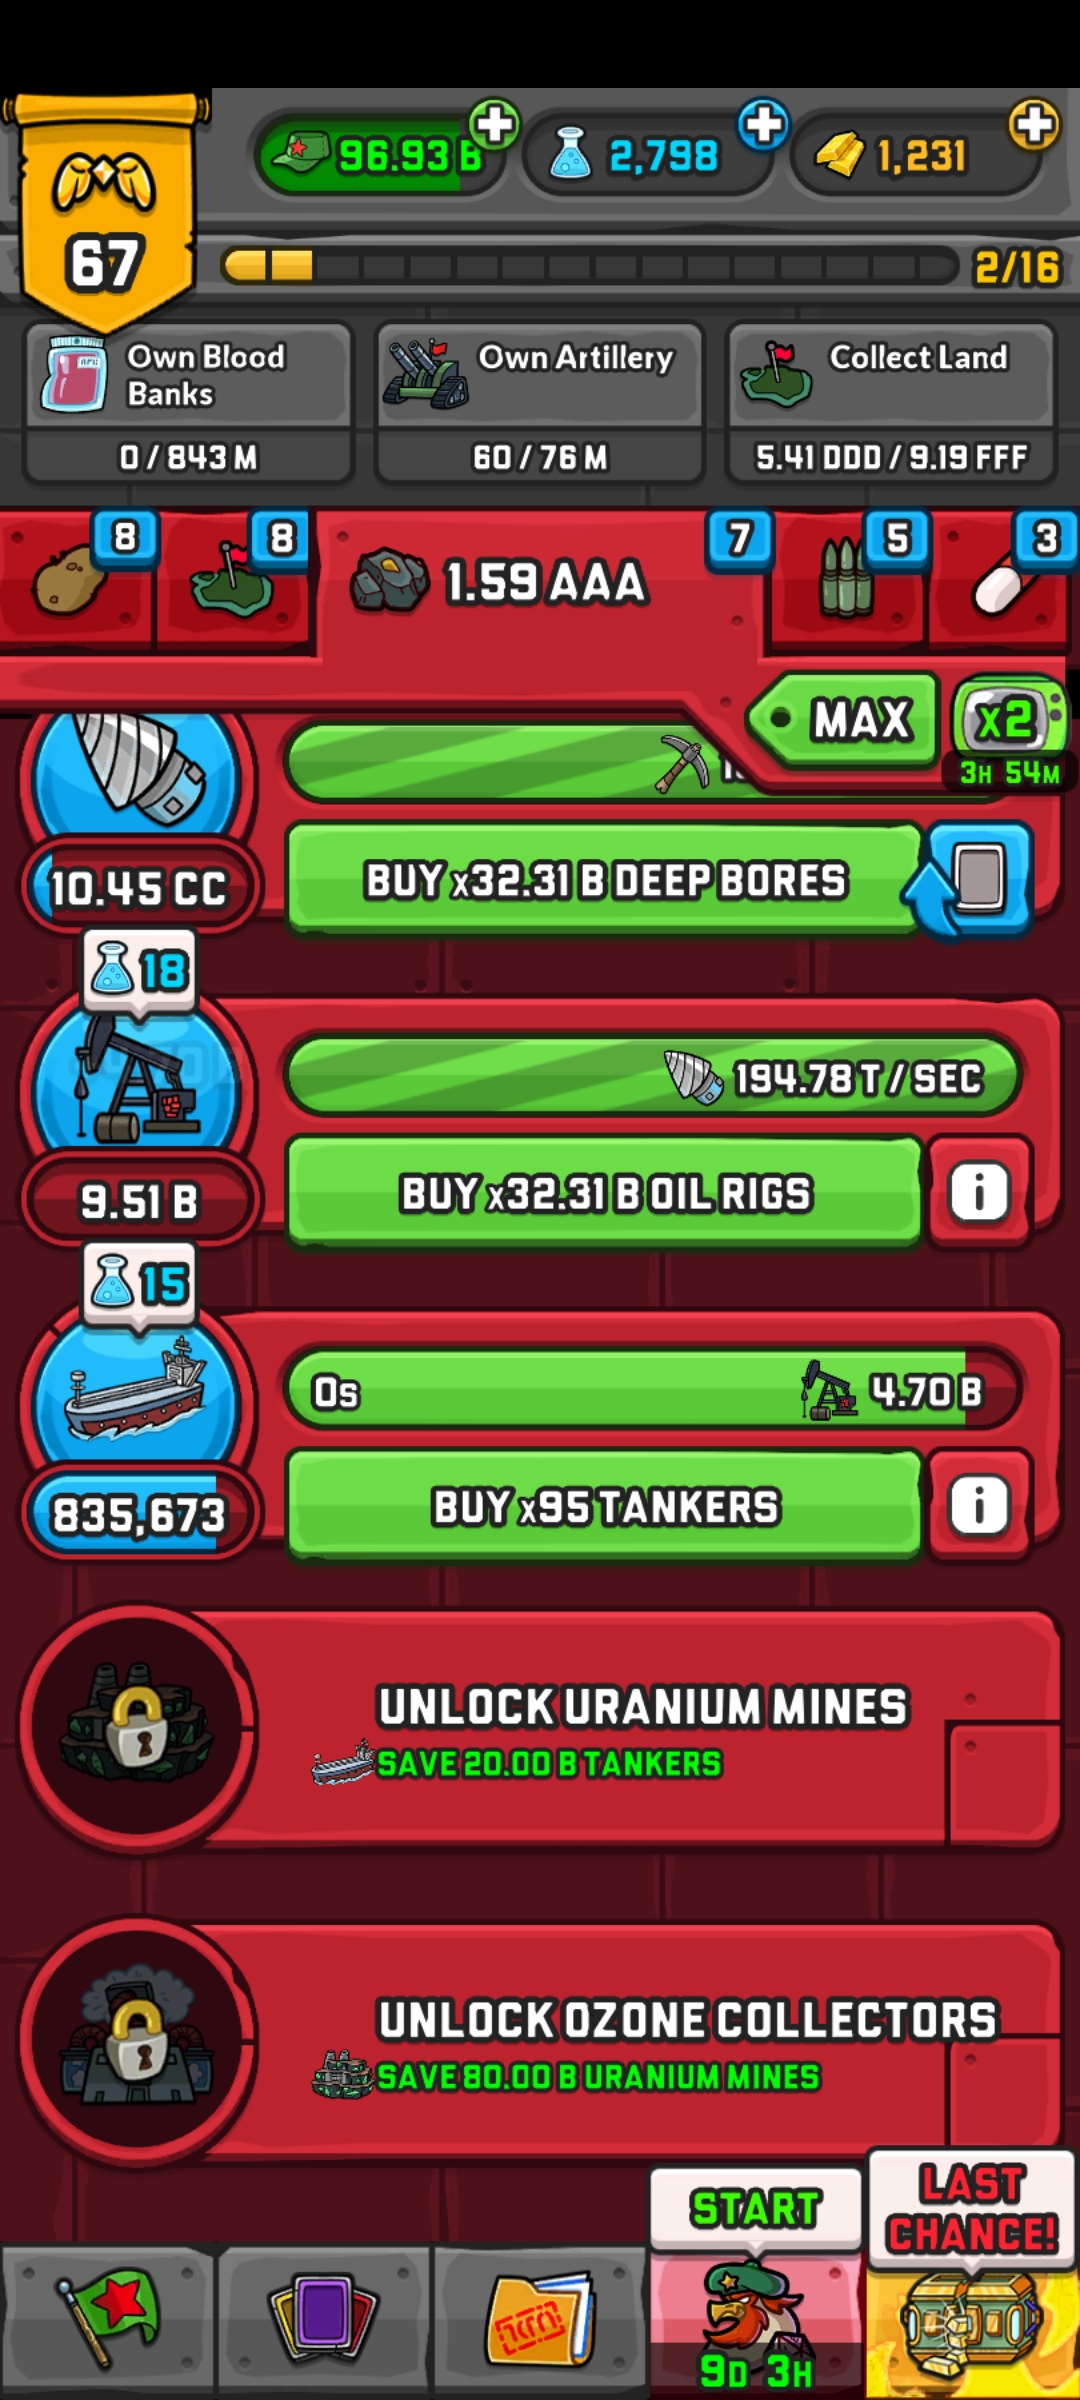 67
96.93 B
2,798
1,231
2/16
Own Blood
Banks
0 / 843 M
Own Artillery
60 / 76 M
Collect Land
5.41 DDD / 9.19 FFF
8
8
1.59 AAA
7
5
3
MAX
x2
3H 54M
10.45 CC
BUY x32.31 B DEEP BORES
18
194.78 T / SEC
9.51 B
BUY x32.31 B OIL RIGS
i
15
0s
4.70 B
835,673
BUY x95 TANKERS
i
UNLOCK URANIUM MINES
SAVE 20.00 B TANKERS
UNLOCK OZONE COLLECTORS
SAVE 80.00 B URANIUM MINES
START
LAST
CHANCE!
9D 3H